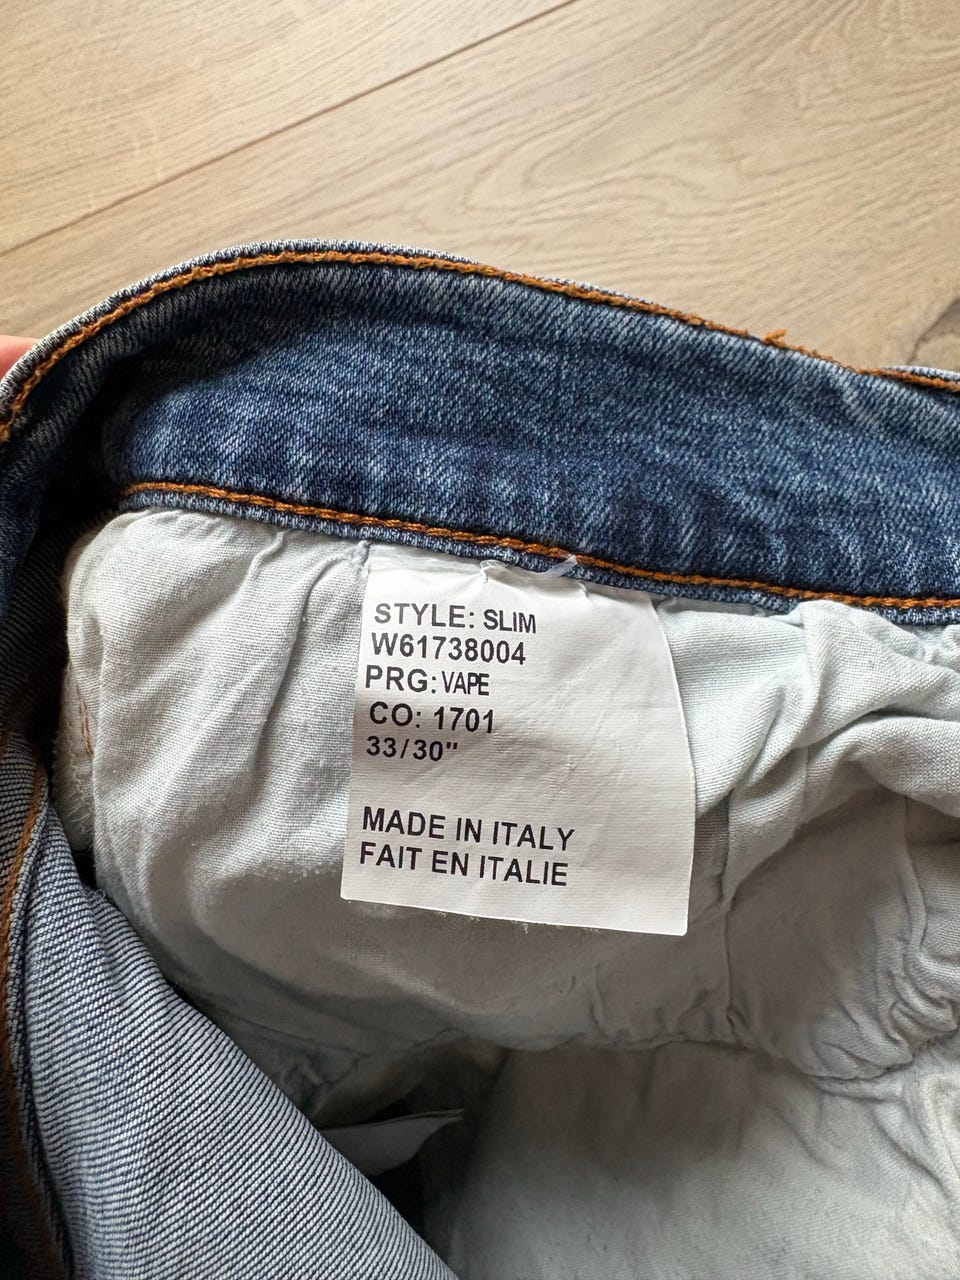 STYLE: SLIM
W61738004
PRG: VAPE
CO: 1701
33/30"
MADE IN ITALY
FAIT EN ITALIE